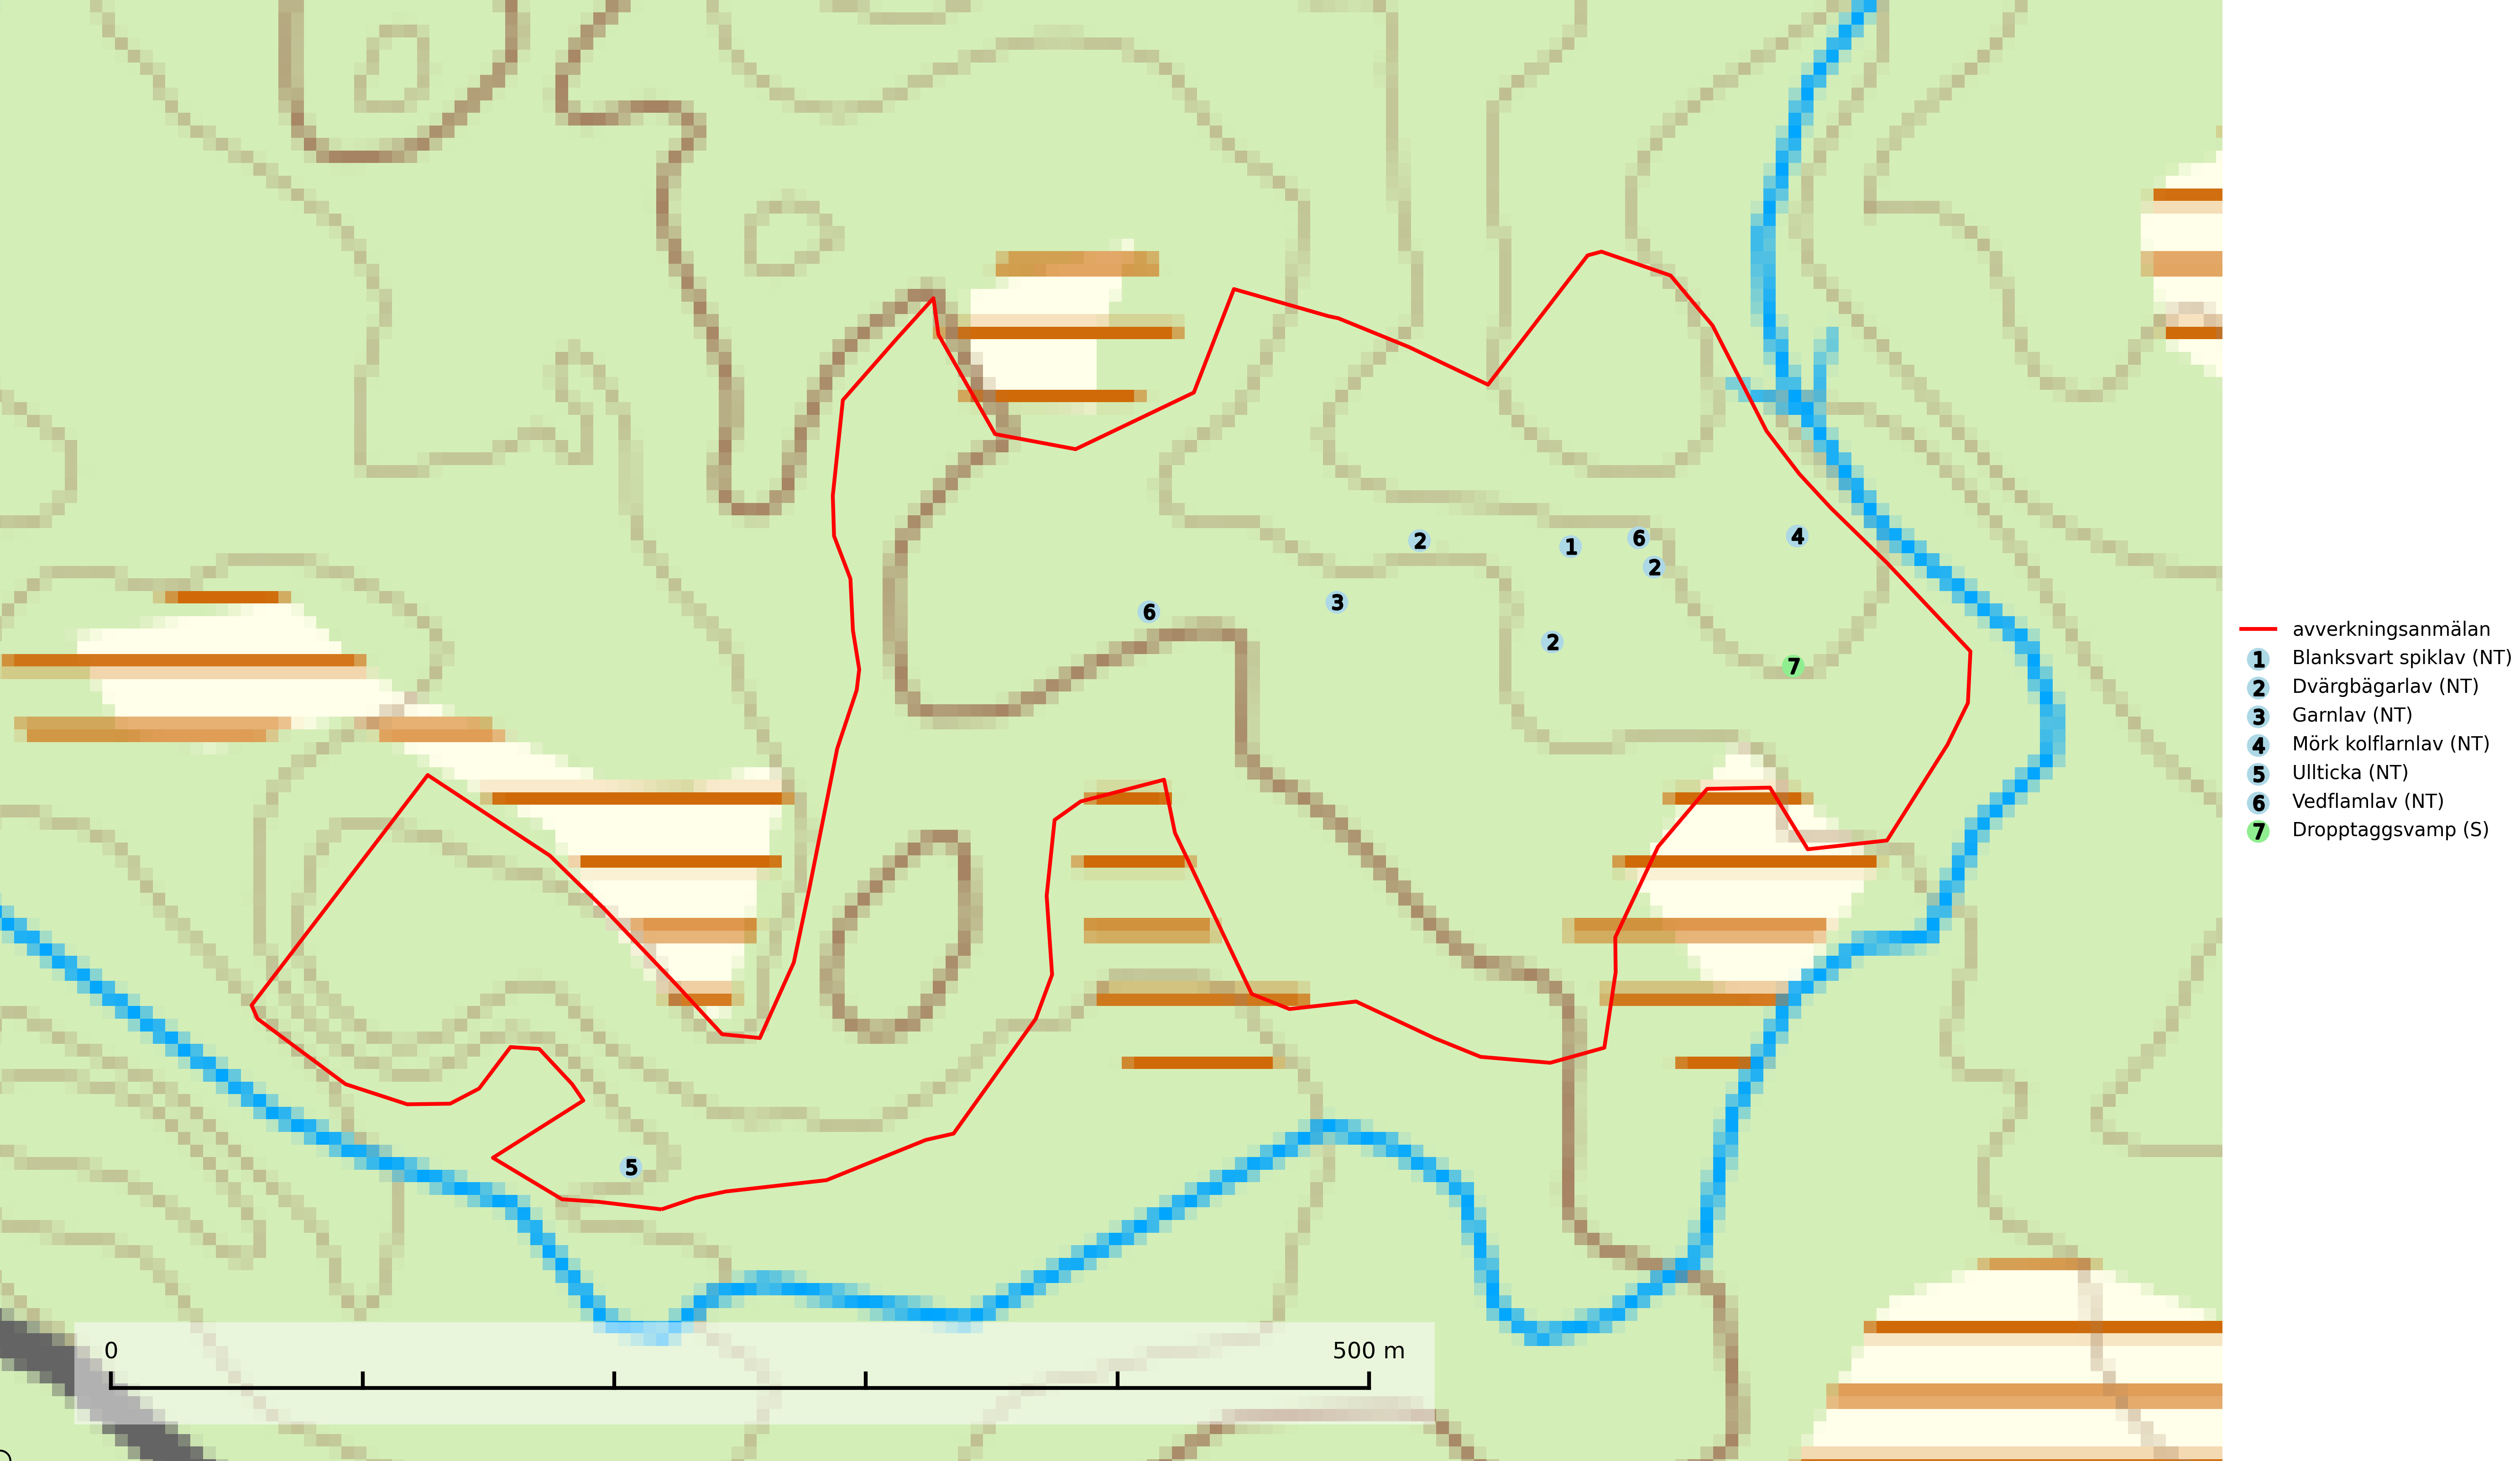 2
1
6
2
4
6
3
2
7
5
0
500 m
avverkningsanmälan
1 Blanksvart spiklav (NT)
2 Dvärgbägarlav (NT)
3 Garnlav (NT)
4 Mörk kolflarnlav (NT)
5 Ullticka (NT)
6 Vedflamlav (NT)
7 Dropptaggsvamp (S)